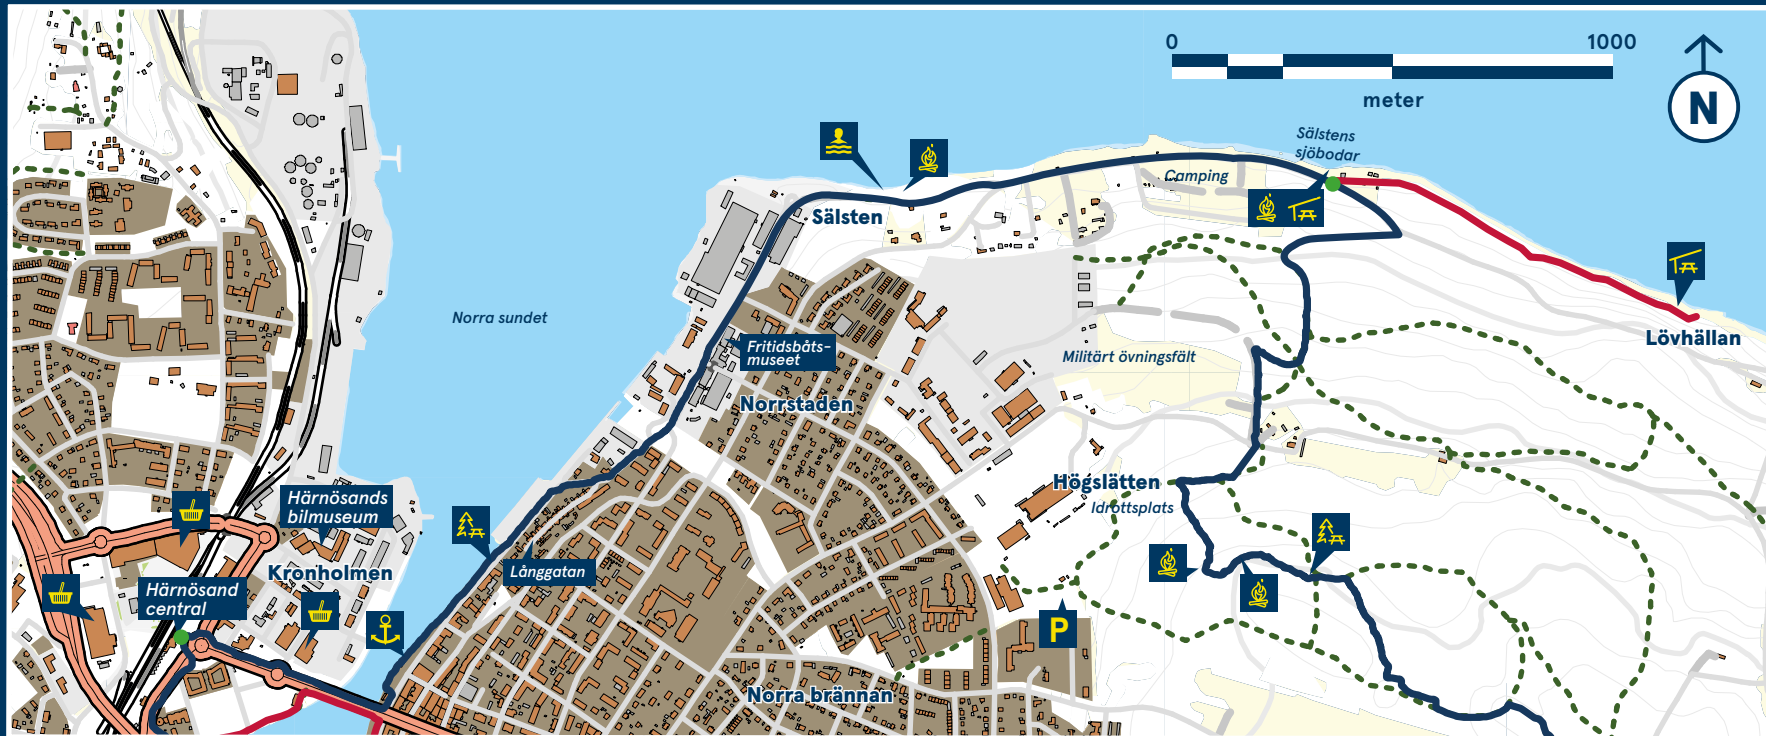 0
1000
meter
N
Sälstens
sjöbodar
Camping
Sälsten
Norra sundet
Lövhällan
Fritidsbåts-
museet
Militärt övningsfält
Norrstaden
Högslätten
Idrottsplats
Härnösands
bilmuseum
Kronholmen
Långgatan
Härnösand
central
P
Norra brännan